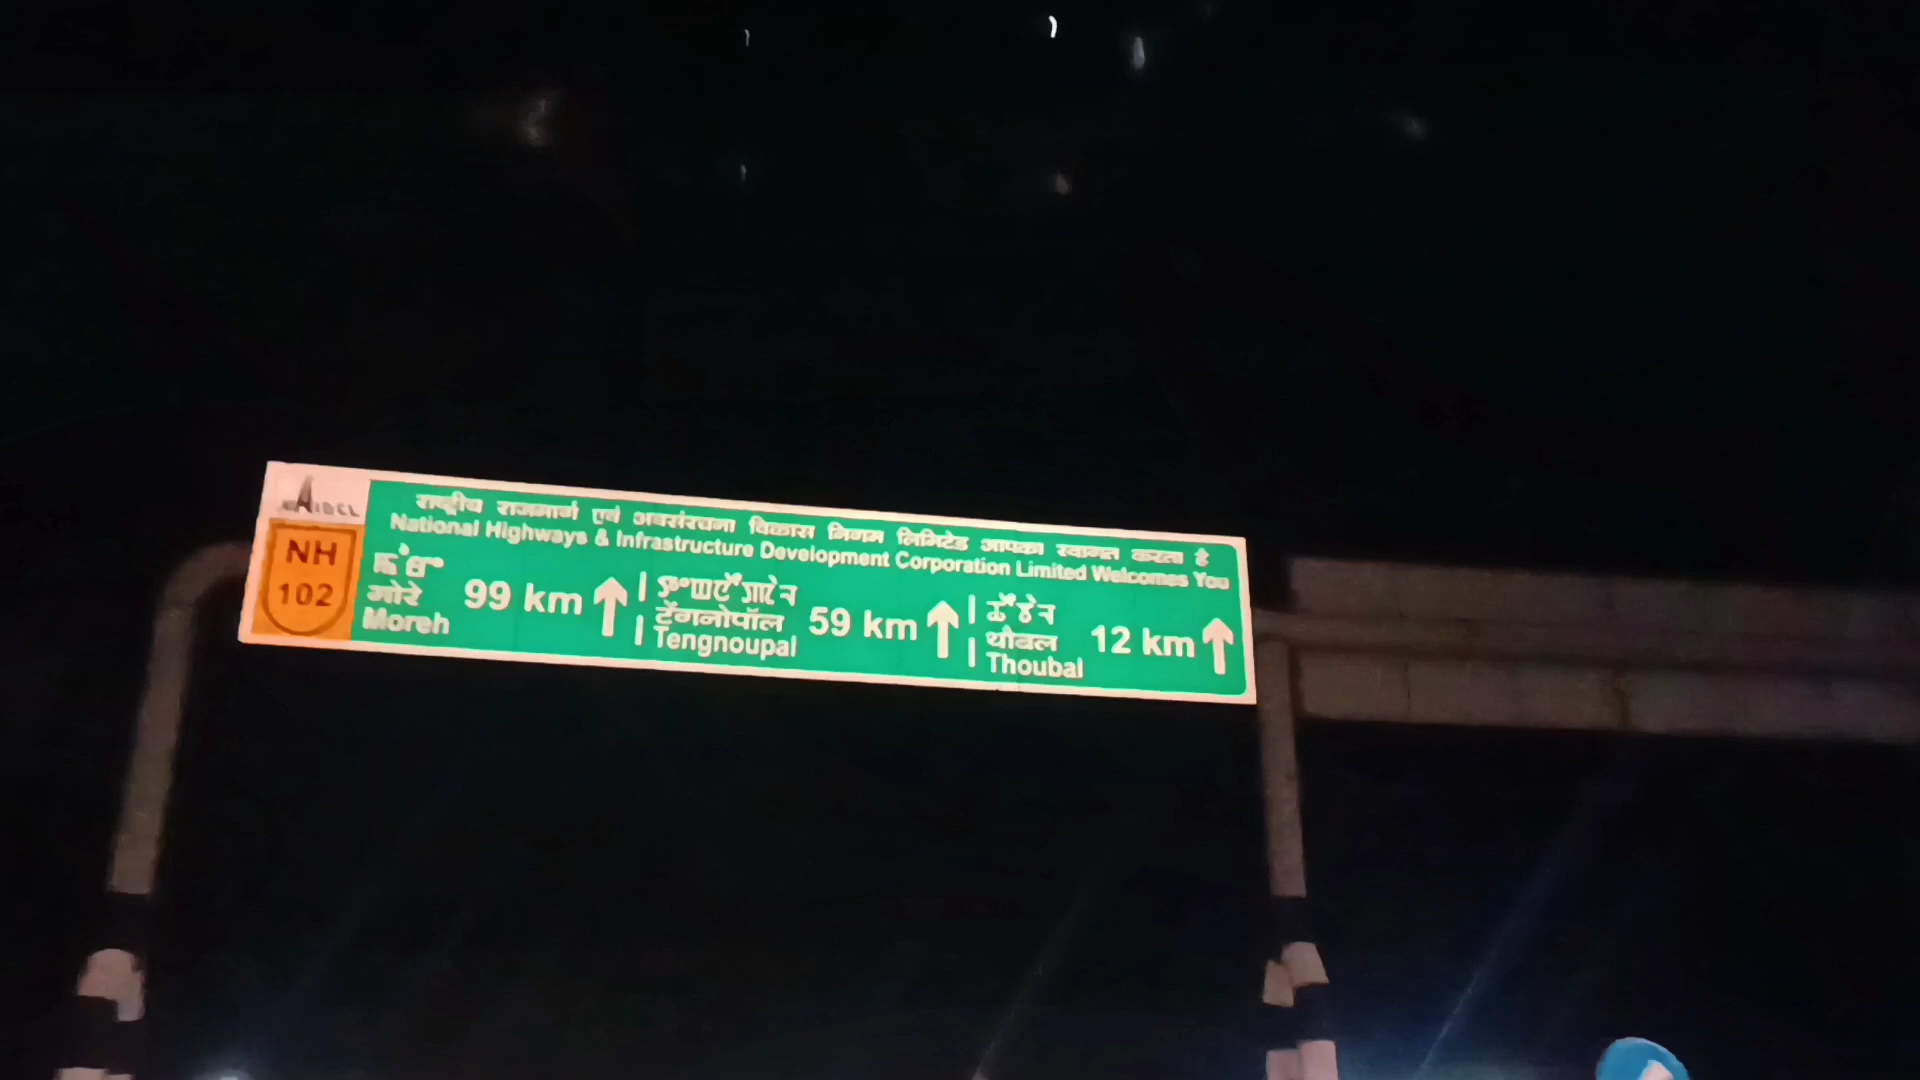 NHIDCL
राष्ट्रीय राजमार्ग एवं अवसंरचना विकास निगम लिमिटेड आपका स्वागत करता है
National Highways & Infrastructure Development Corporation Limited Welcomes You
NH
102
ꯃꯣꯔꯦ
मोरे
Moreh
99 km ↑
ꯇꯦꯡꯅꯧꯄꯥꯜ
टेंगनोपॉल
Tengnoupal
59 km ↑
ꯊꯧꯕꯥꯜ
थौबल
Thoubal
12 km ↑